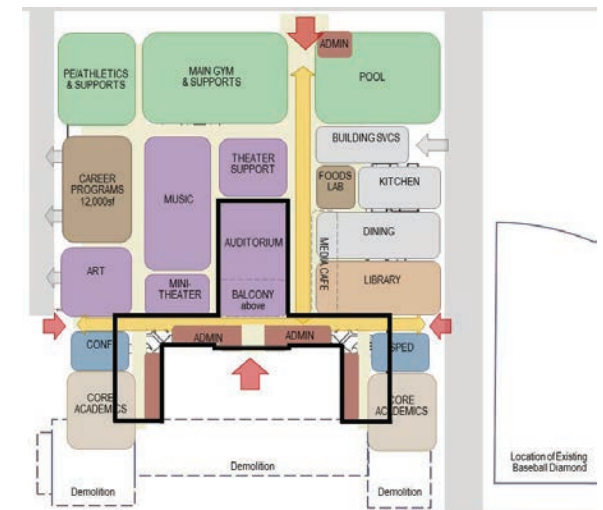 ADMIN
PE/ATHLETICS
& SUPPORTS
MAIN GYM
& SUPPORTS
POOL
BUILDING SVCS
THEATER
SUPPORT
FOODS
LAB
KITCHEN
CAREER
PROGRAMS
12,000sf
MUSIC
AUDITORIUM
DINING
MEDIA CAFE
ART
MINI-
THEATER
BALCONY
above
LIBRARY
CONF
ADMIN
ADMIN
SPED
CORE
ACADEMICS
CORE
ACADEMICS
Demolition
Demolition
Demolition
Location of Existing
Baseball Diamond